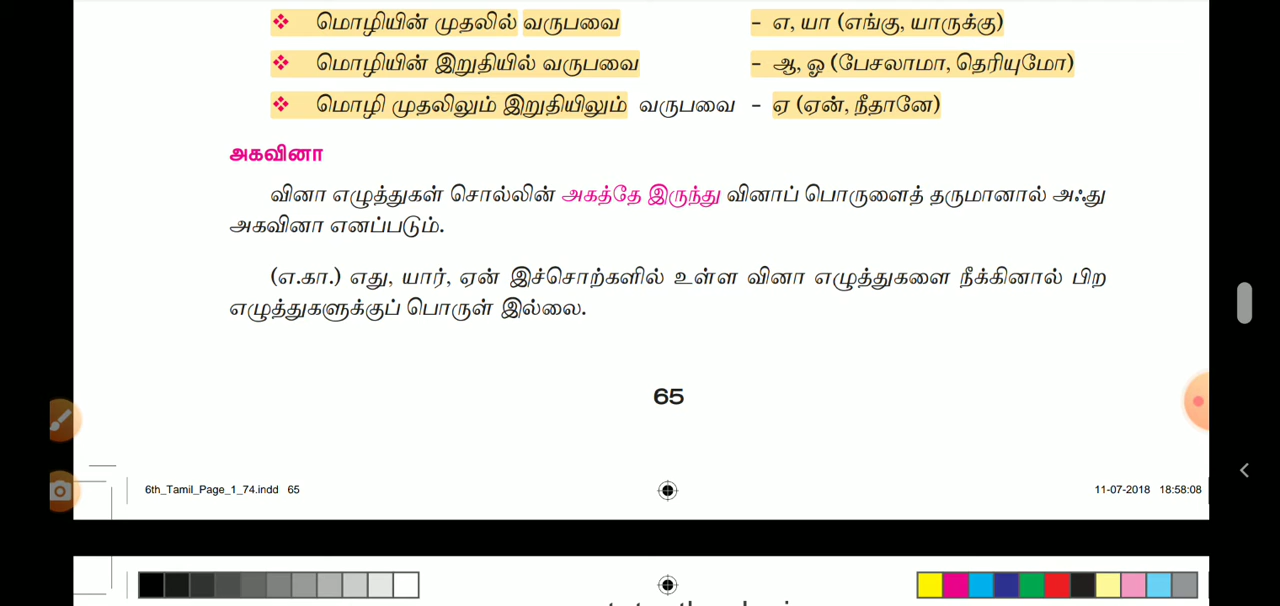 ❖ மொழியின் முதலில் வருபவை – எ, யா (எங்கு, யாருக்கு)
❖ மொழியின் இறுதியில் வருபவை – ஆ, ஓ (பேசலாமா, தெரியுமோ)
❖ மொழி முதலிலும் இறுதியிலும் வருபவை – ஏ (ஏன், நீதானே)
அகவினா
வினா எழுத்துகள் சொல்லின் அகத்தே இருந்து வினாப் பொருளைத் தருமானால் அஃது
அகவினா எனப்படும்.
(எ.கா.) எது, யார், ஏன் இச்சொற்களில் உள்ள வினா எழுத்துகளை நீக்கினால் பிற
எழுத்துகளுக்குப் பொருள் இல்லை.
65
6th_Tamil_Page_1_74.indd 65 11-07-2018 18:58:08